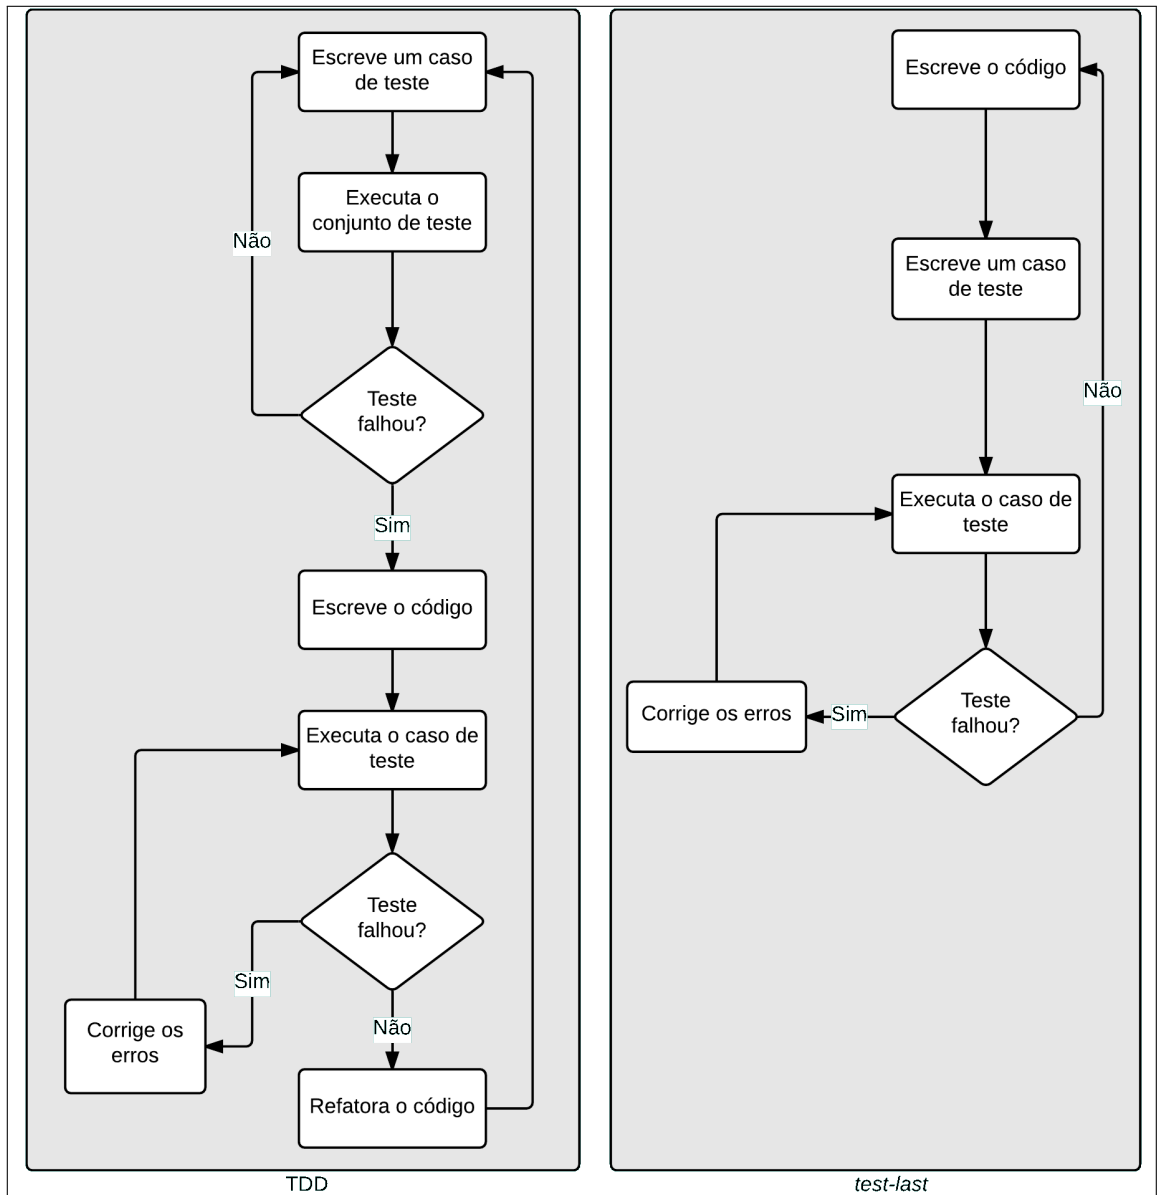 Escreve um caso
de teste
Executa o
conjunto de teste
Não
Teste
falhou?
Sim
Escreve o código
Executa o caso de
teste
Teste
falhou?
Sim
Não
Corrige os
erros
Refatora o código
TDD
Escreve o código
Escreve um caso
de teste
Não
Executa o caso de
teste
Teste
falhou?
Sim
Corrige os erros
test-last